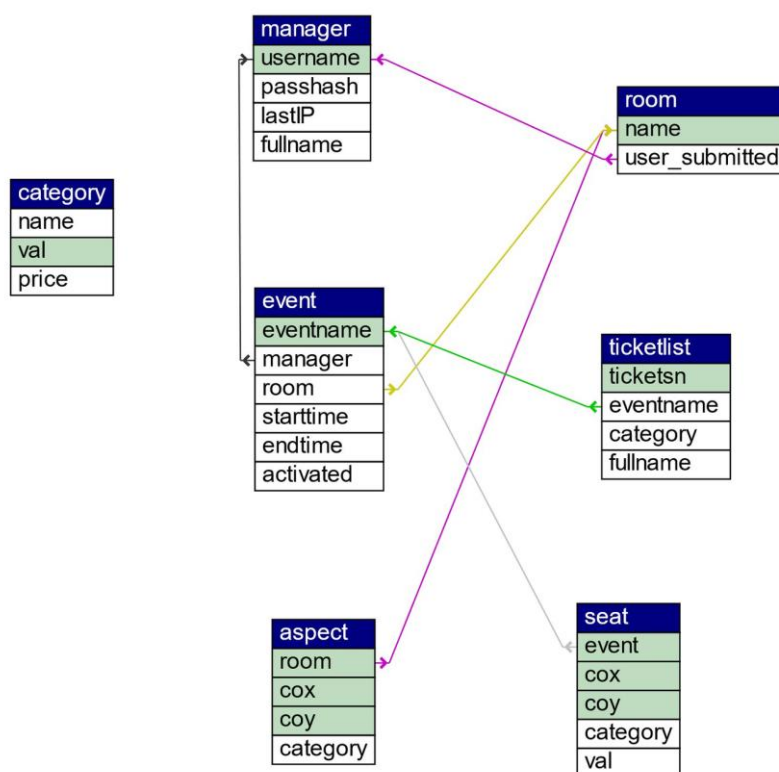 manager
username
passhash
lastIP
fullname
room
name
user_submitted
category
name
val
price
event
eventname
manager
room
starttime
endtime
activated
ticketlist
ticketsn
eventname
category
fullname
aspect
room
cox
coy
category
seat
event
cox
coy
category
val